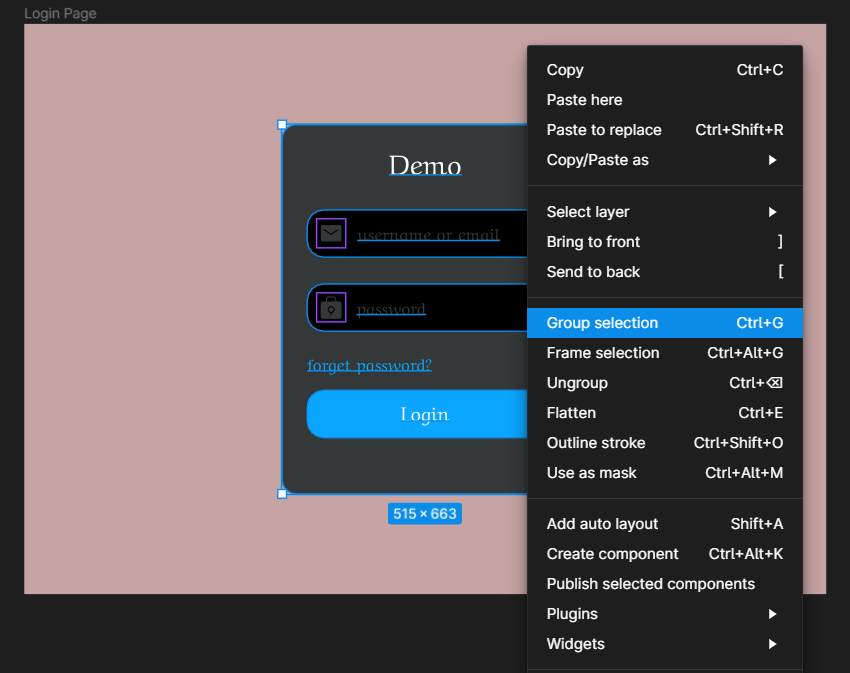 Login Page
Demo
username or email
password
forget password?
Login
515 × 663
Copy Ctrl+C
Paste here
Paste to replace Ctrl+Shift+R
Copy/Paste as
Select layer
Bring to front ]
Send to back [
Group selection Ctrl+G
Frame selection Ctrl+Alt+G
Ungroup Ctrl+⌫
Flatten Ctrl+E
Outline stroke Ctrl+Shift+O
Use as mask Ctrl+Alt+M
Add auto layout Shift+A
Create component Ctrl+Alt+K
Publish selected components
Plugins
Widgets